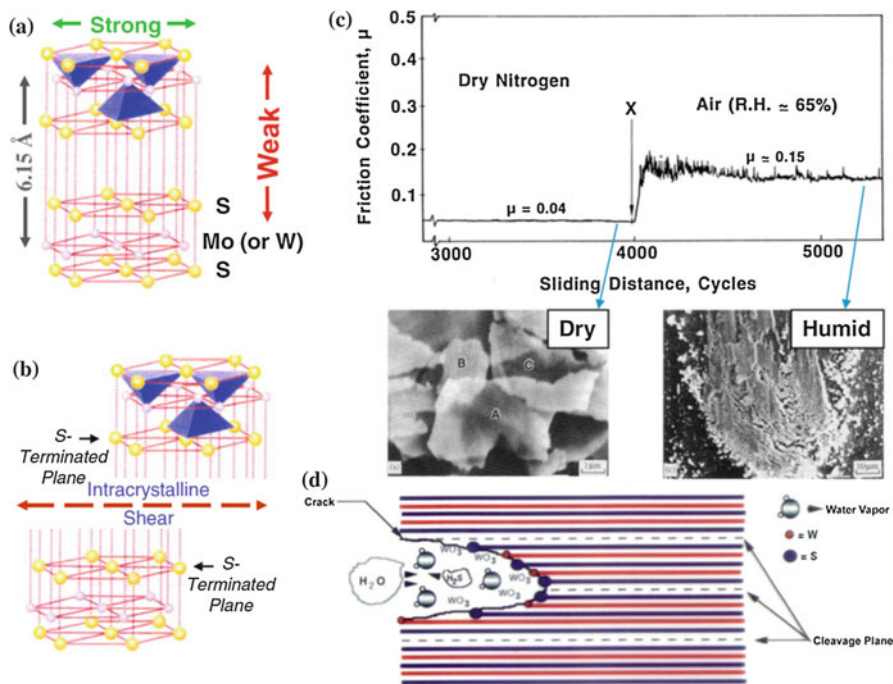 (a)
Strong
6.15 Å
Weak
S
Mo (or W)
S
(b)
S-
Terminated
Plane
Intracrystalline
Shear
S-
Terminated
Plane
(c)
Friction Coefficient, μ
0.5
0.4
0.3
0.2
0.1
Dry Nitrogen
X
Air (R.H. ≃ 65%)
μ = 0.04
μ ≃ 0.15
3000
4000
5000
Sliding Distance, Cycles
Dry
B
C
A
1μm
Humid
10μm
(d)
Crack
H₂O
WO₃
WO₃
WO₃
H₂S
WO₃
WO₃
Water Vapor
= W
= S
Cleavage Plane